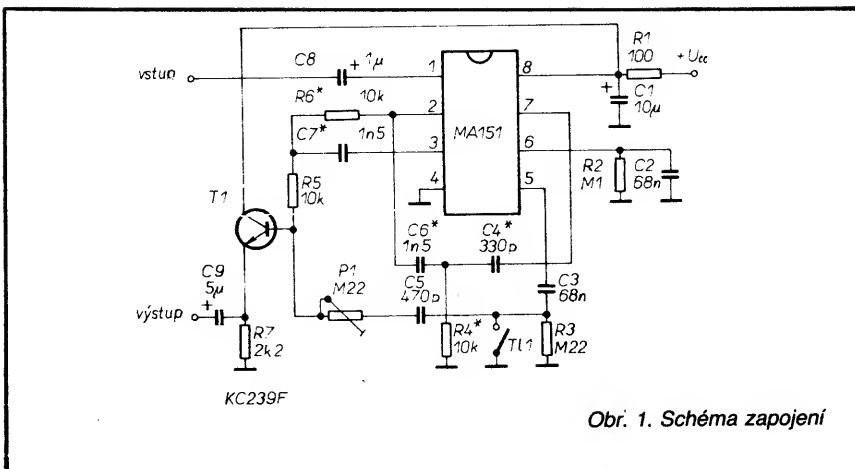 vstup
C8
+ 1µ
R6*
10k
C7*
1n5
R5
10k
T1
C9
5µ
+
výstup
R7
2k2
KC239F
P1
M22
C6*
1n5
C5
470p
C4*
330p
R4*
10k
Tl1
C3
68n
R3
M22
MA151
1
2
3
4
8
7
6
5
R1
100
+Ucc
+
C1
10µ
R2
M1
C2
68n
Obr. 1. Schéma zapojení